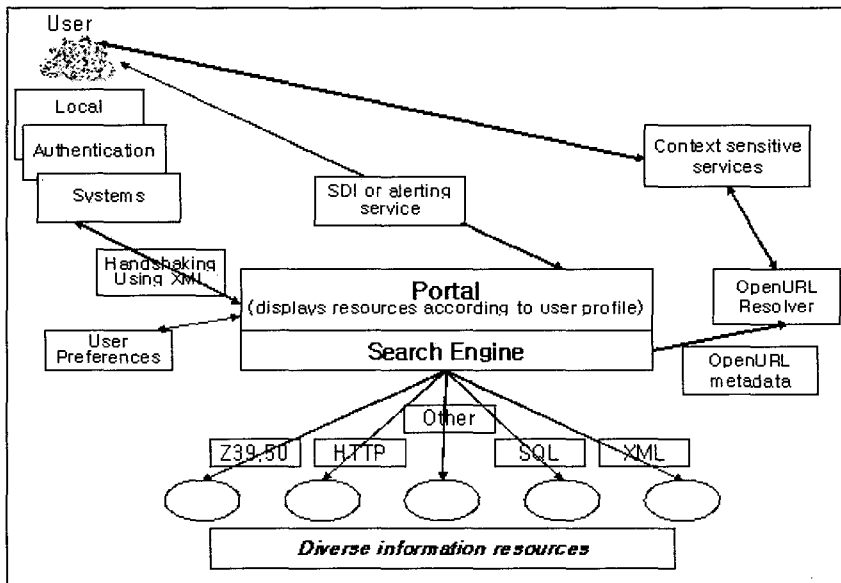 User
Local
Authentication
Systems
Context sensitive
services
SDI or alerting
service
Handshaking
Using XML
Portal
(displays resources according to user profile)
OpenURL
Resolver
User
Preferences
Search Engine
OpenURL
metadata
Other
Z39.50
HTTP
SQL
XML
Diverse information resources